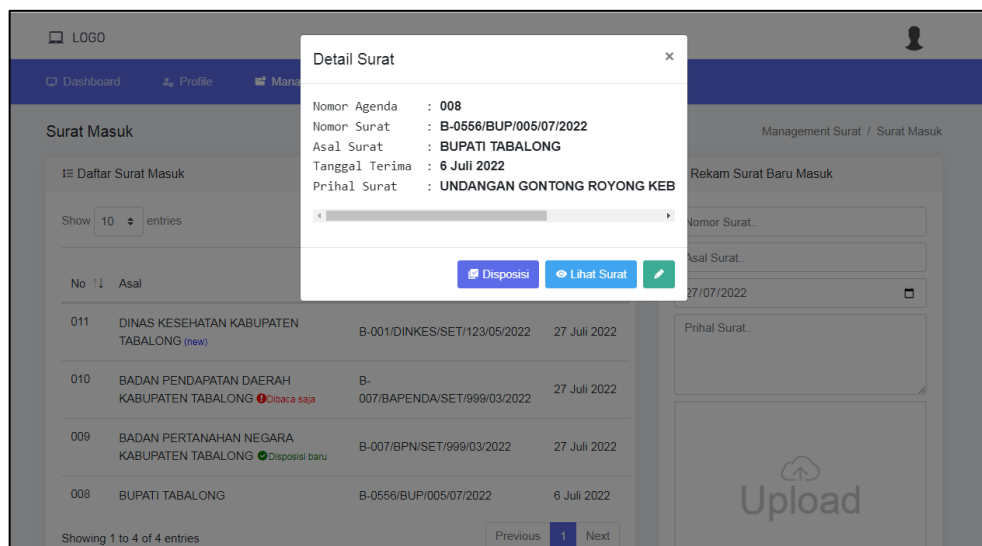 LOGO
Dashboard Profile Mana
Surat Masuk
Management Surat / Surat Masuk
Detail Surat ×
Nomor Agenda : 008
Nomor Surat : B-0556/BUP/005/07/2022
Asal Surat : BUPATI TABALONG
Tanggal Terima : 6 Juli 2022
Prihal Surat : UNDANGAN GONTONG ROYONG KEB
Disposisi Lihat Surat
Daftar Surat Masuk
Show 10 entries
No Asal
011 DINAS KESEHATAN KABUPATEN
TABALONG (new)
B-001/DINKES/SET/123/05/2022 27 Juli 2022
010 BADAN PENDAPATAN DAERAH
KABUPATEN TABALONG Dibaca saja
B-
007/BAPENDA/SET/999/03/2022
27 Juli 2022
009 BADAN PERTANAHAN NEGARA
KABUPATEN TABALONG Disposisi baru
B-007/BPN/SET/999/03/2022 27 Juli 2022
008 BUPATI TABALONG B-0556/BUP/005/07/2022 6 Juli 2022
Showing 1 to 4 of 4 entries
Previous 1 Next
Rekam Surat Baru Masuk
Nomor Surat..
Asal Surat..
27/07/2022
Prihal Surat..
Upload